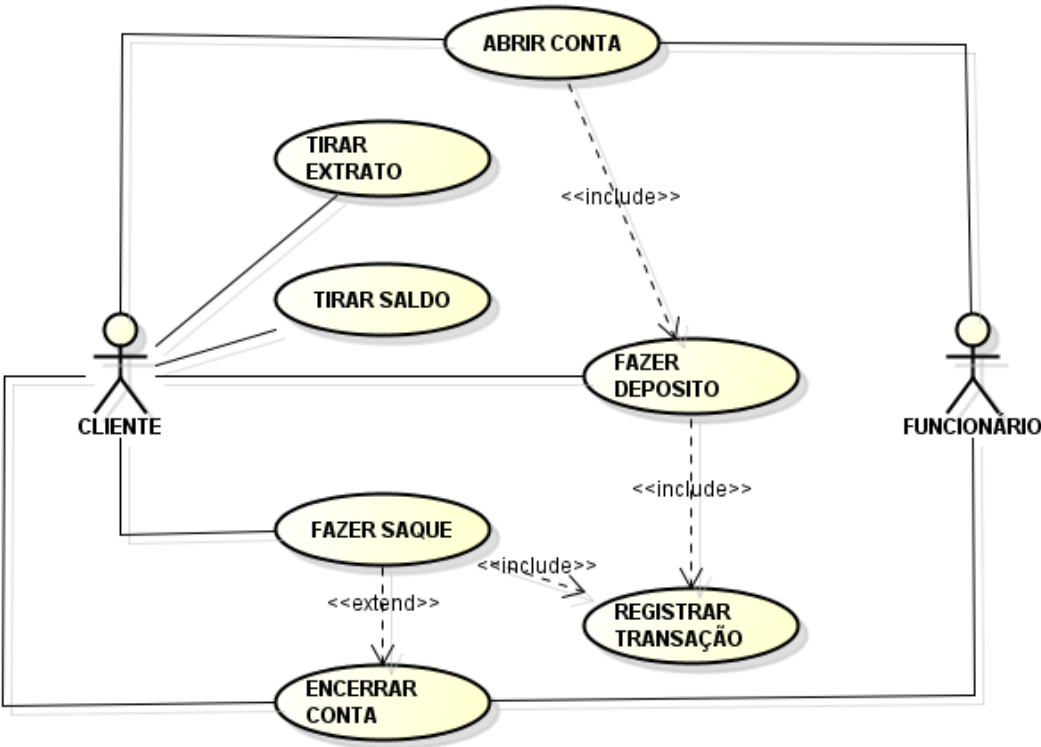 ABRIR CONTA
TIRAR
EXTRATO
<<include>>
TIRAR SALDO
FAZER
DEPOSITO
CLIENTE
FUNCIONÁRIO
<<include>>
FAZER SAQUE
<<include>>
<<extend>>
REGISTRAR
TRANSAÇÃO
ENCERRAR
CONTA